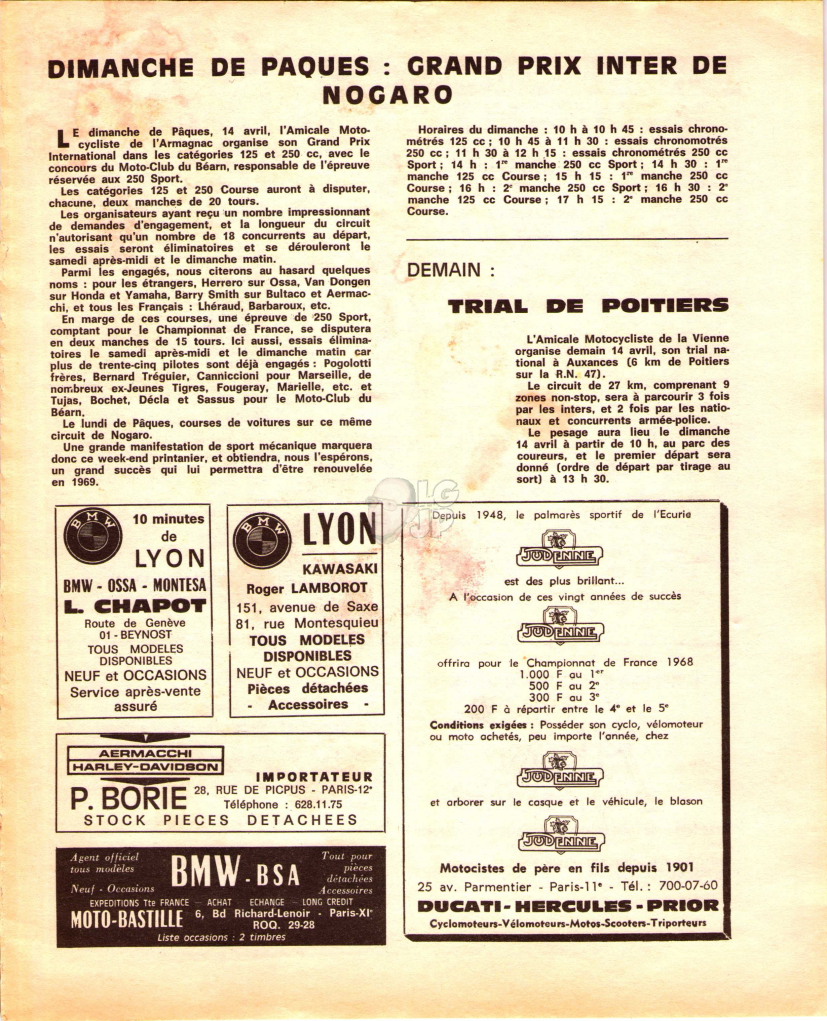 DIMANCHE DE PAQUES : GRAND PRIX INTER DE
NOGARO
LE dimanche de Pâques, 14 avril, l'Amicale Moto-
cycliste de l'Armagnac organise son Grand Prix
International dans les catégories 125 et 250 cc, avec le
concours du Moto-Club du Béarn, responsable de l'épreuve
réservée aux 250 Sport.
Les catégories 125 et 250 Course auront à disputer,
chacune, deux manches de 20 tours.
Les organisateurs ayant reçu un nombre impressionnant
de demandes d'engagement, et la longueur du circuit
n'autorisant qu'un nombre de 18 concurrents au départ,
les essais seront éliminatoires et se dérouleront le
samedi après-midi et le dimanche matin.
Parmi les engagés, nous citerons au hasard quelques
noms : pour les étrangers, Herrero sur Ossa, Van Dongen
sur Honda et Yamaha, Barry Smith sur Bultaco et Aermac-
chi, et tous les Français : Lhéraud, Barbaroux, etc.
En marge de ces courses, une épreuve de 250 Sport,
comptant pour le Championnat de France, se disputera
en deux manches de 15 tours. Ici aussi, essais élimina-
toires le samedi après-midi et le dimanche matin car
plus de trente-cinq pilotes sont déjà engagés : Pogolotti
frères, Bernard Tréguier, Canniccioni pour Marseille, de
nombreux ex-Jeunes Tigres, Fougeray, Marielle, etc. et
Tujas, Bochet, Décla et Sassus pour le Moto-Club du
Béarn.
Le lundi de Pâques, courses de voitures sur ce même
circuit de Nogaro.
Une grande manifestation de sport mécanique marquera
donc ce week-end printanier, et obtiendra, nous l'espérons,
un grand succès qui lui permettra d'être renouvelée
en 1969.
Horaires du dimanche : 10 h à 10 h 45 : essais chrono-
métrés 125 cc ; 10 h 45 à 11 h 30 : essais chronomotrés
250 cc ; 11 h 30 à 12 h 15 : essais chronométrés 250 cc
Sport ; 14 h : 1re manche 250 cc Sport ; 14 h 30 : 1re
manche 125 cc Course ; 15 h 15 : 1re manche 250 cc
Course ; 16 h : 2e manche 250 cc Sport ; 16 h 30 : 2e
manche 125 cc Course ; 17 h 15 : 2e manche 250 cc
Course.
DEMAIN :
TRIAL DE POITIERS
L'Amicale Motocycliste de la Vienne
organise demain 14 avril, son trial na-
tional à Auxances (6 km de Poitiers
sur la R.N. 47).
Le circuit de 27 km, comprenant 9
zones non-stop, sera à parcourir 3 fois
par les inters, et 2 fois par les natio-
naux et concurrents armée-police.
Le pesage aura lieu le dimanche
14 avril à partir de 10 h, au parc des
coureurs, et le premier départ sera
donné (ordre de départ par tirage au
sort) à 13 h 30.
LG
JP
BMW
10 minutes
de
LYON
BMW - OSSA - MONTESA
L. CHAPOT
Route de Genève
01 - BEYNOST
TOUS MODELES
DISPONIBLES
NEUF et OCCASIONS
Service après-vente
assuré
BMW
LYON
KAWASAKI
Roger LAMBOROT
151, avenue de Saxe
81, rue Montesquieu
TOUS MODELES
DISPONIBLES
NEUF et OCCASIONS
Pièces détachées
- Accessoires -
AERMACCHI
HARLEY-DAVIDSON
IMPORTATEUR
P. BORIE
28, RUE DE PICPUS - PARIS-12e
Téléphone : 628.11.75
STOCK PIECES DETACHEES
Agent officiel
tous modèles
Neuf - Occasions
BMW - BSA
Tout pour
pièces
détachées
Accessoires
EXPEDITIONS Tte FRANCE - ACHAT ECHANGE - LONG CREDIT
MOTO-BASTILLE
6, Bd Richard-Lenoir - Paris-XIe
ROQ. 29-28
Liste occasions : 2 timbres
Depuis 1948, le palmarès sportif de l'Ecurie
JUDENNE
est des plus brillant...
A l'occasion de ces vingt années de succès
JUDENNE
offrira pour le Championnat de France 1968
1.000 F au 1er
500 F au 2e
300 F au 3e
200 F à répartir entre le 4e et le 5e
Conditions exigées : Posséder son cyclo, vélomoteur
ou moto achetés, peu importe l'année, chez
JUDENNE
et arborer sur le casque et le véhicule, le blason
JUDENNE
Motocistes de père en fils depuis 1901
25 av. Parmentier - Paris-11e - Tél. : 700-07-60
DUCATI - HERCULES - PRIOR
Cyclomoteurs-Vélomoteurs-Motos-Scooters-Triporteurs